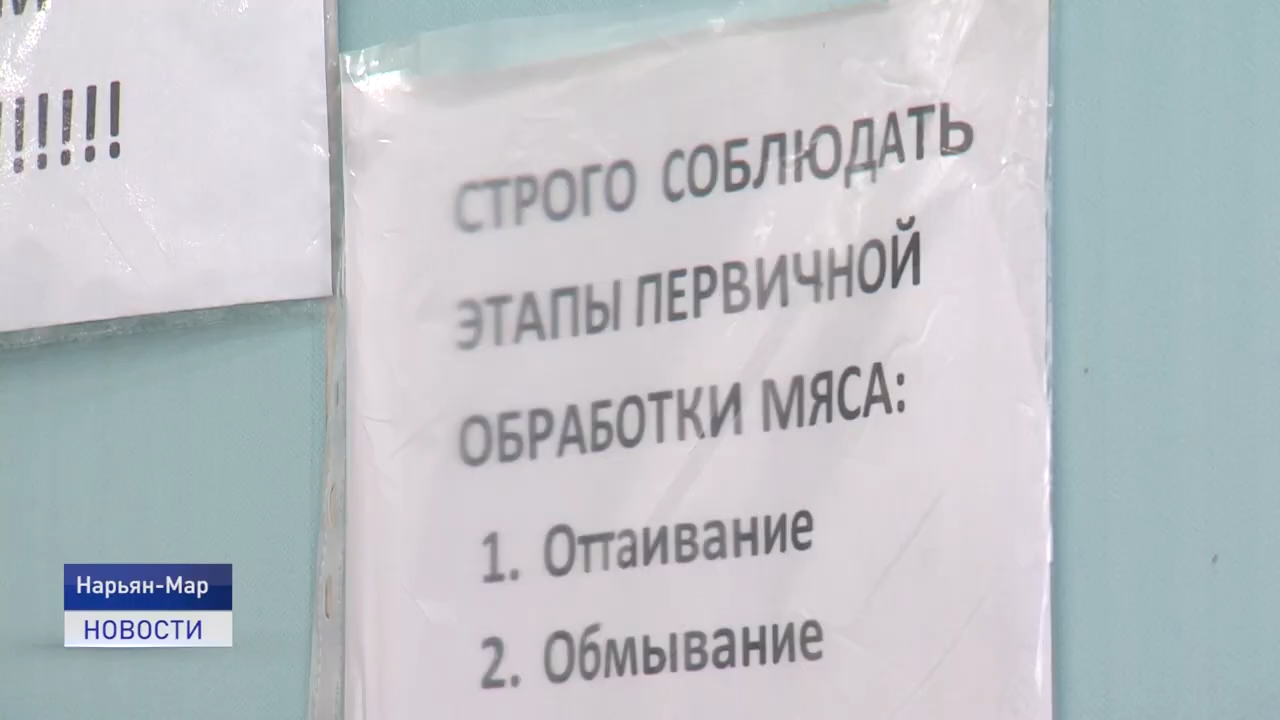 !!!!!
СТРОГО СОБЛЮДАТЬ
ЭТАПЫ ПЕРВИЧНОЙ
ОБРАБОТКИ МЯСА:
1. Оттаивание
2. Обмывание
Нарьян-Мар
НОВОСТИ